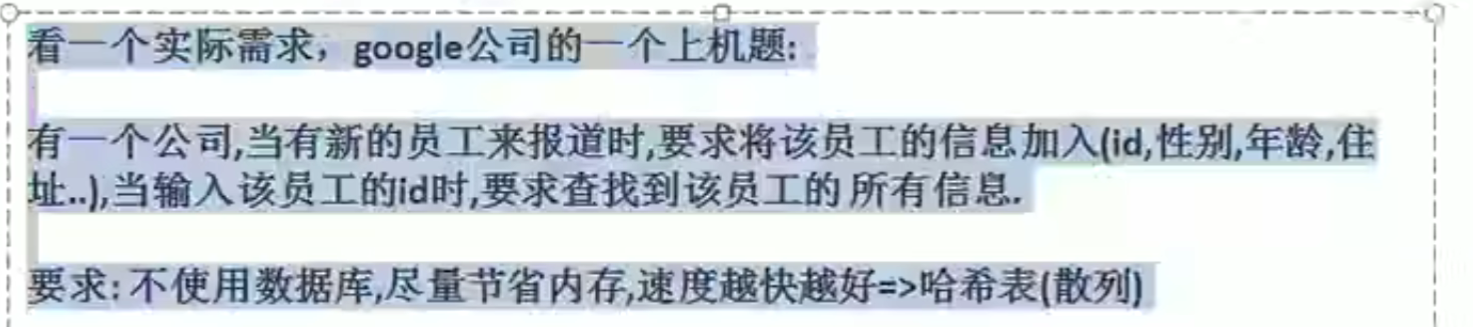 看一个实际需求，google公司的一个上机题:
有一个公司,当有新的员工来报道时,要求将该员工的信息加入(id,性别,年龄,住
址..),当输入该员工的id时,要求查找到该员工的 所有信息.
要求: 不使用数据库,尽量节省内存,速度越快越好=>哈希表(散列)